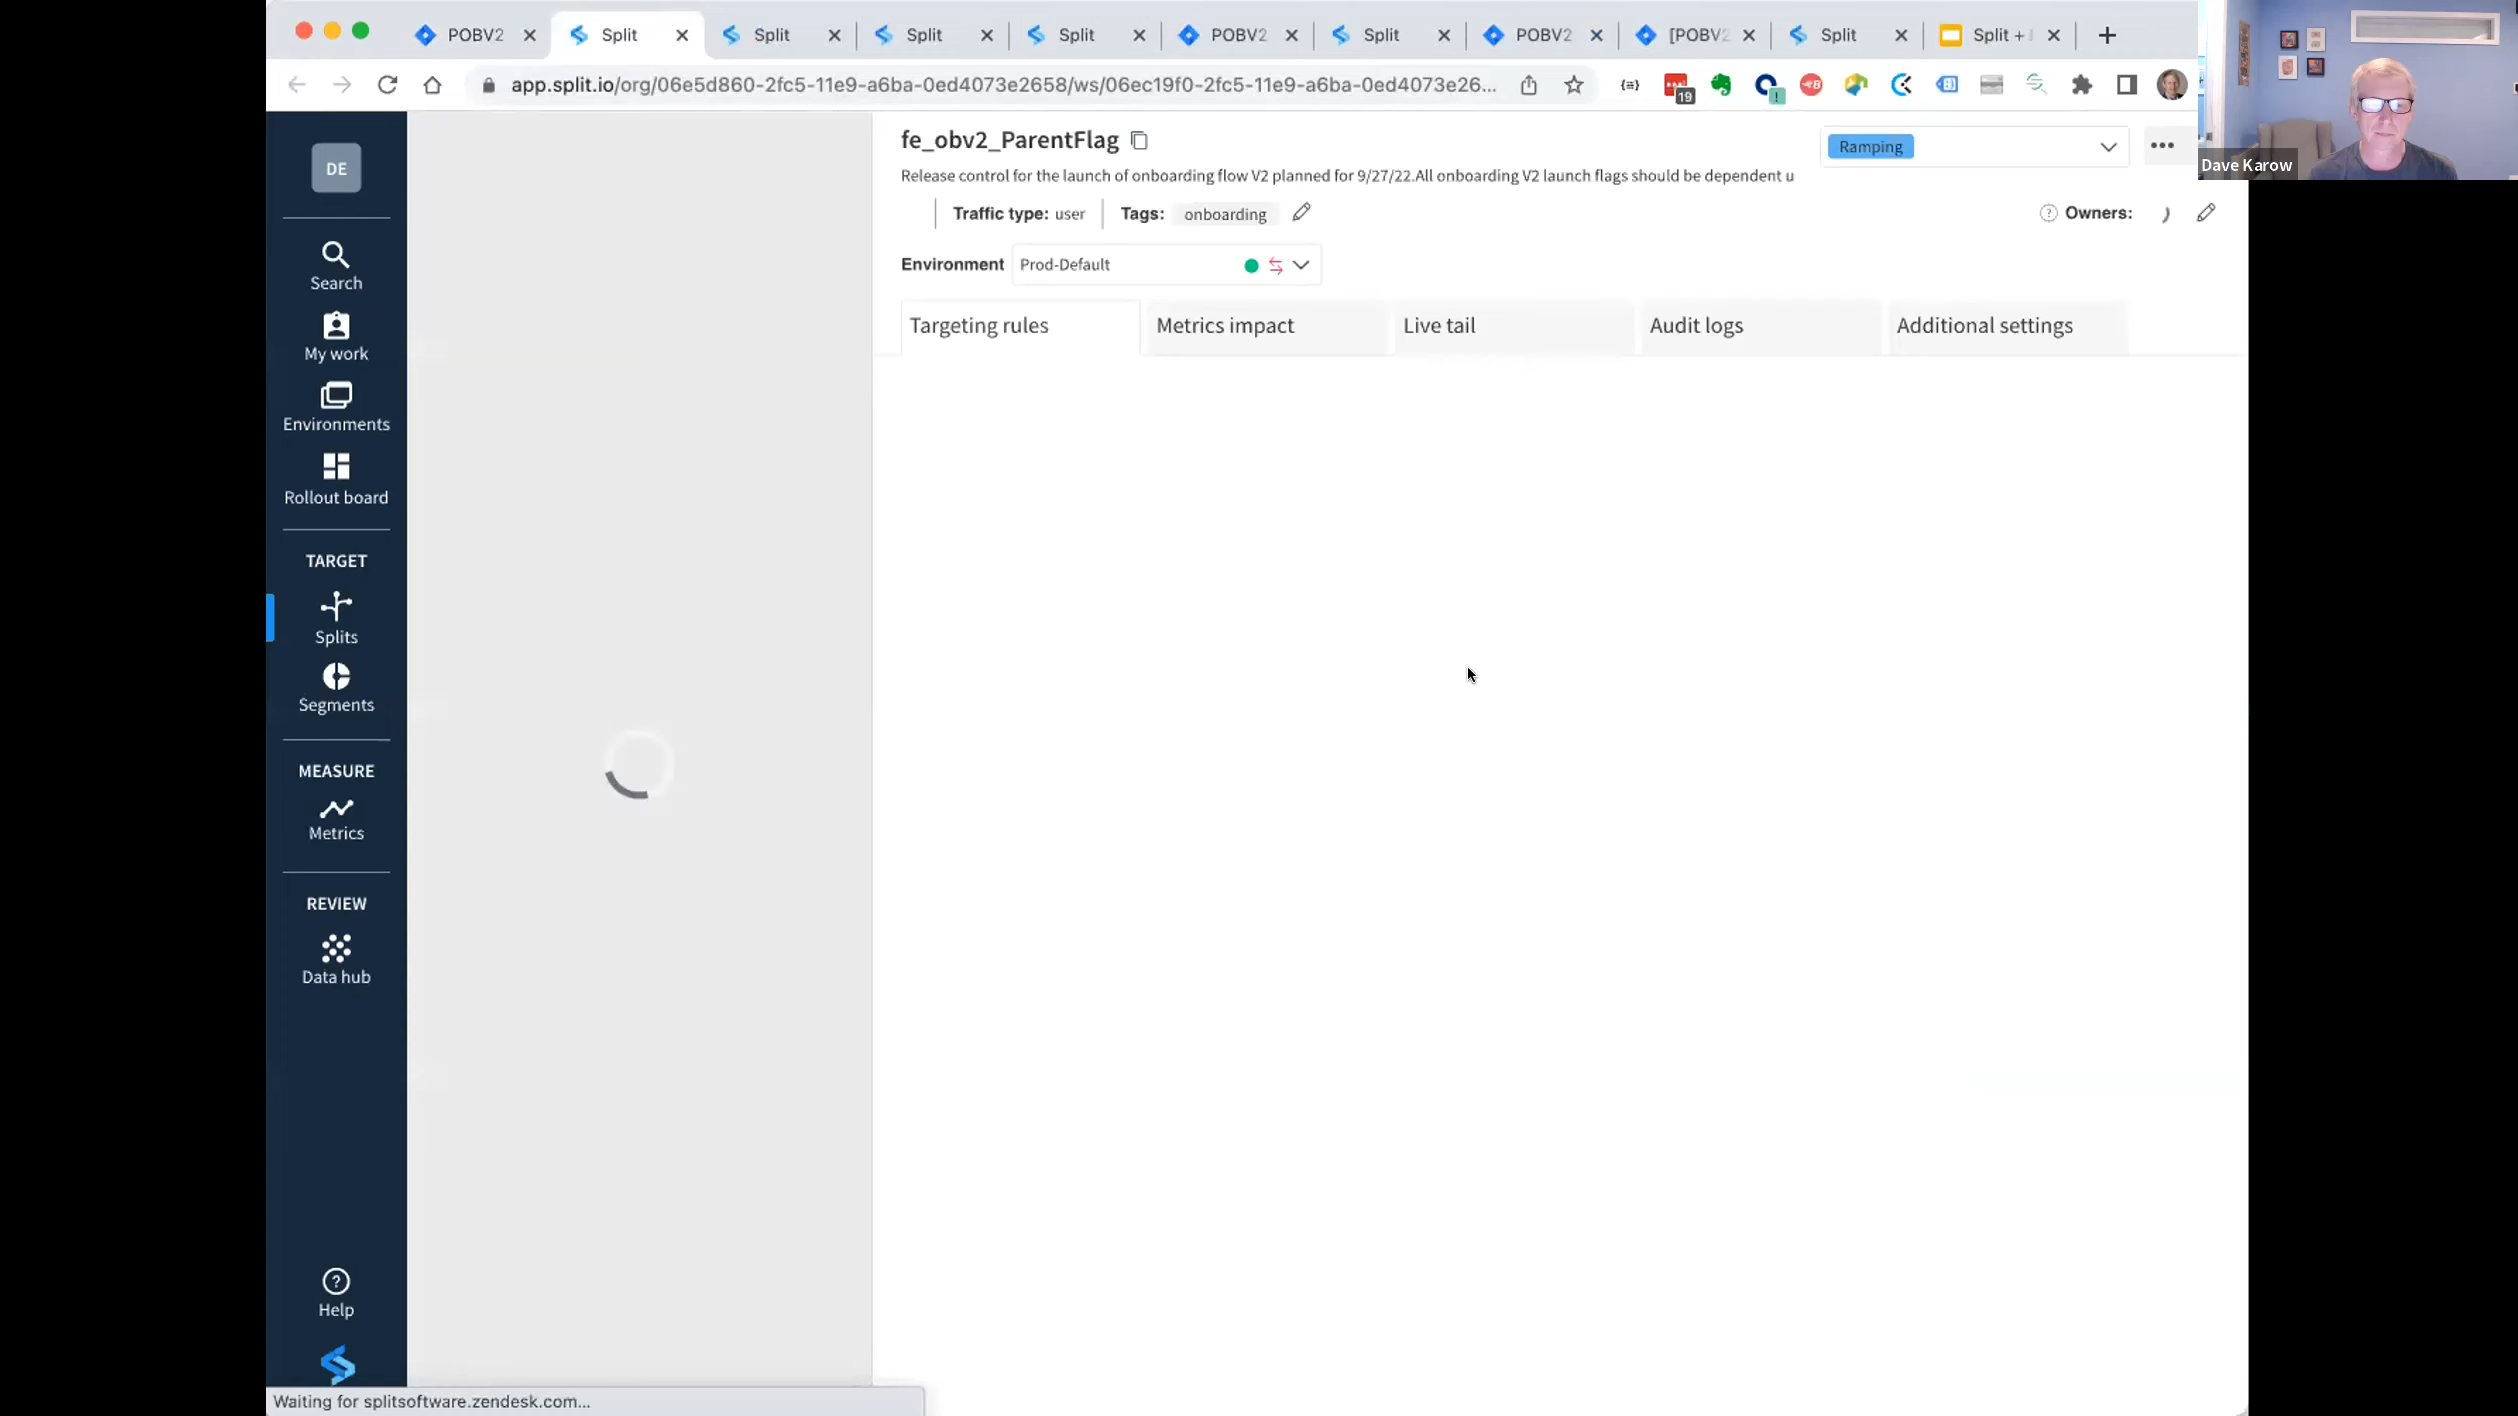 POBV2
Split
Split
Split
Split
POBV2
Split
POBV2
[POBV2
Split
Split +
app.split.io/org/06e5d860-2fc5-11e9-a6ba-0ed4073e2658/ws/06ec19f0-2fc5-11e9-a6ba-0ed4073e26...
19
Dave Karow
DE
Search
My work
Environments
Rollout board
TARGET
Splits
Segments
MEASURE
Metrics
REVIEW
Data hub
Help
fe_obv2_ParentFlag
Ramping
Release control for the launch of onboarding flow V2 planned for 9/27/22.All onboarding V2 launch flags should be dependent u
Traffic type: user
Tags: onboarding
Owners:
Environment Prod-Default
Targeting rules
Metrics impact
Live tail
Audit logs
Additional settings
Waiting for splitsoftware.zendesk.com...